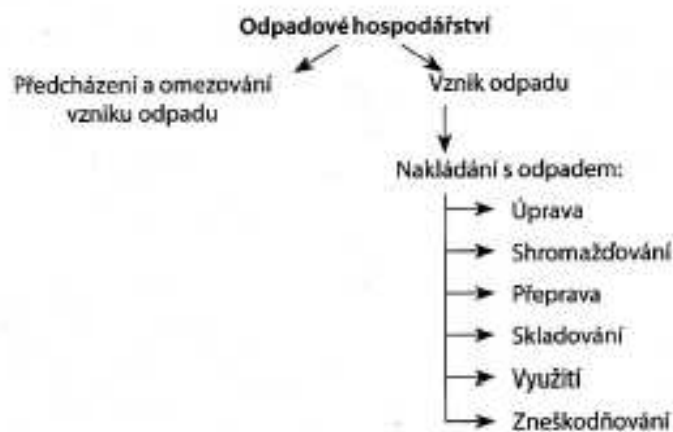 Odpadové hospodářství
Předcházení a omezování
vzniku odpadu
Vznik odpadu
Nakládání s odpadem:
Úprava
Shromažďování
Přeprava
Skladování
Využití
Zneškodňování